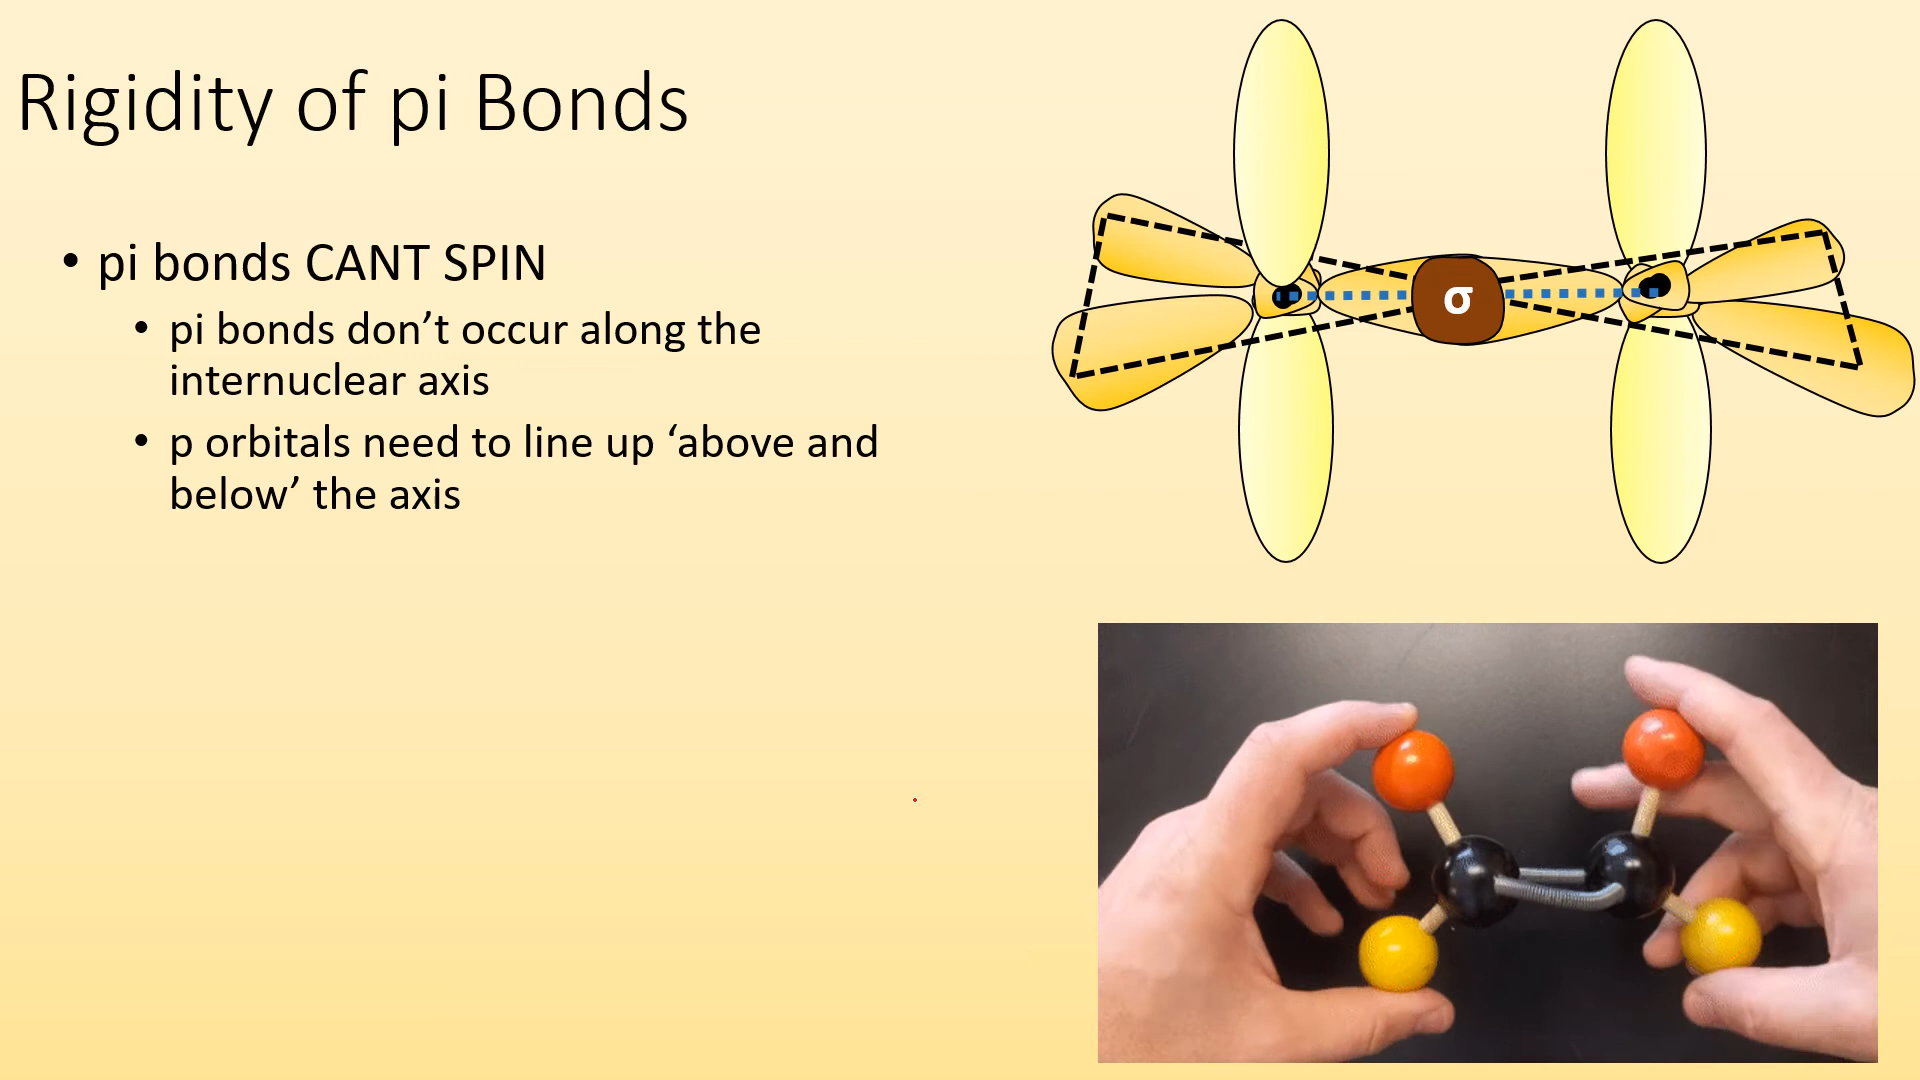 Rigidity of pi Bonds
• pi bonds CANT SPIN
• pi bonds don’t occur along the
internuclear axis
• p orbitals need to line up ‘above and
below’ the axis
σ